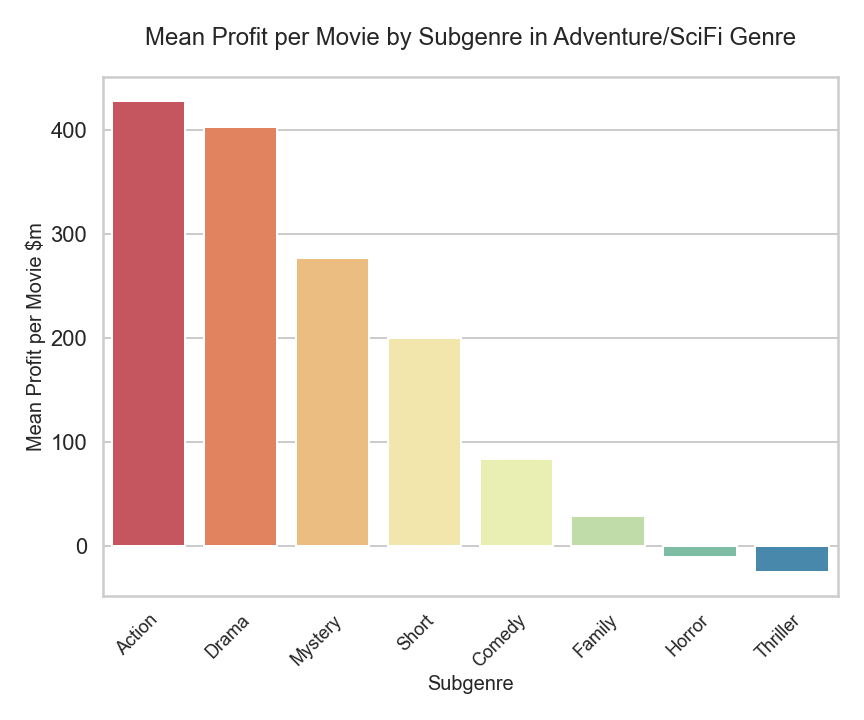 Mean Profit per Movie by Subgenre in Adventure/SciFi Genre
Mean Profit per Movie $m
400
300
200
100
0
Action
Drama
Mystery
Short
Comedy
Family
Horror
Thriller
Subgenre